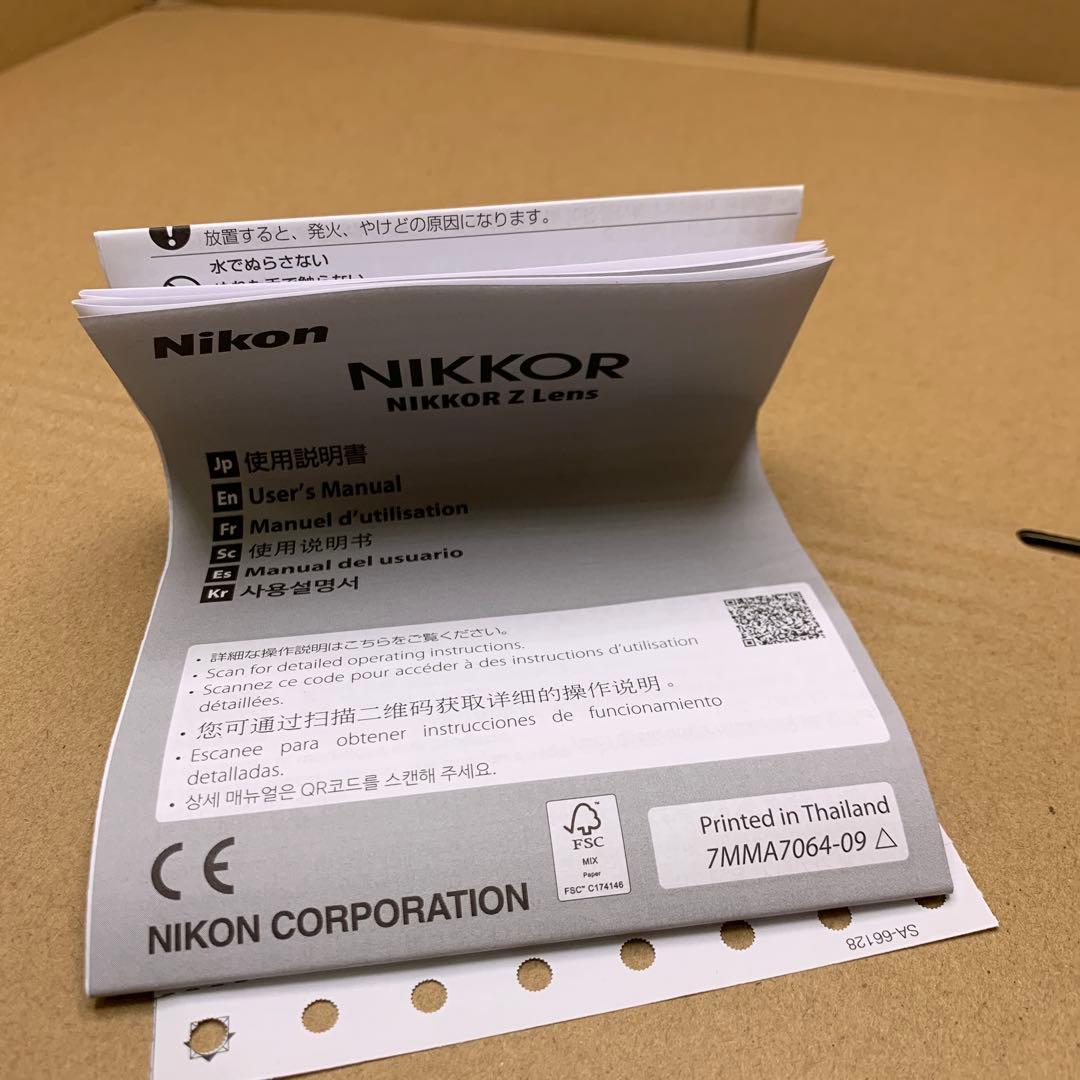 放置すると、発火、やけどの原因になります。
水でぬらさない
Nikon
NIKKOR
NIKKOR Z Lens
Jp 使用説明書
En User's Manual
Fr Manuel d'utilisation
Sc 使用说明书
Es Manual del usuario
Kr 사용설명서
・詳細な操作説明はこちらをご覧ください。
• Scan for detailed operating instructions.
• Scannez ce code pour accéder à des instructions d'utilisation
détaillées.
• 您可通过扫描二维码获取详细的操作说明。
• Escanee para obtener instrucciones de funcionamiento
detalladas.
• 상세 매뉴얼은 QR코드를 스캔해 주세요.
CE
NIKON CORPORATION
FSC™
MIX
Paper
FSC™ C174146
Printed in Thailand
7MMA7064-09 △
SA-66128